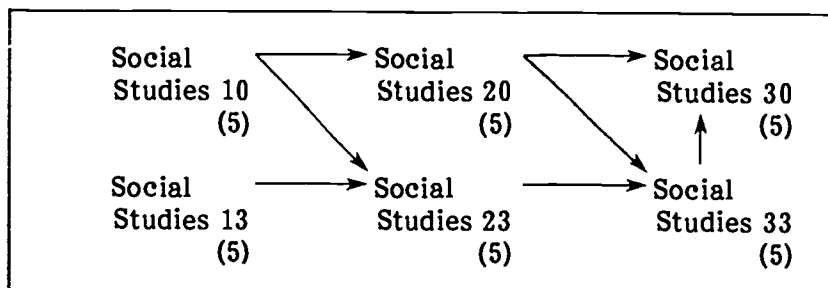 Social
Studies 10
(5)
Social
Studies 20
(5)
Social
Studies 30
(5)
Social
Studies 13
(5)
Social
Studies 23
(5)
Social
Studies 33
(5)